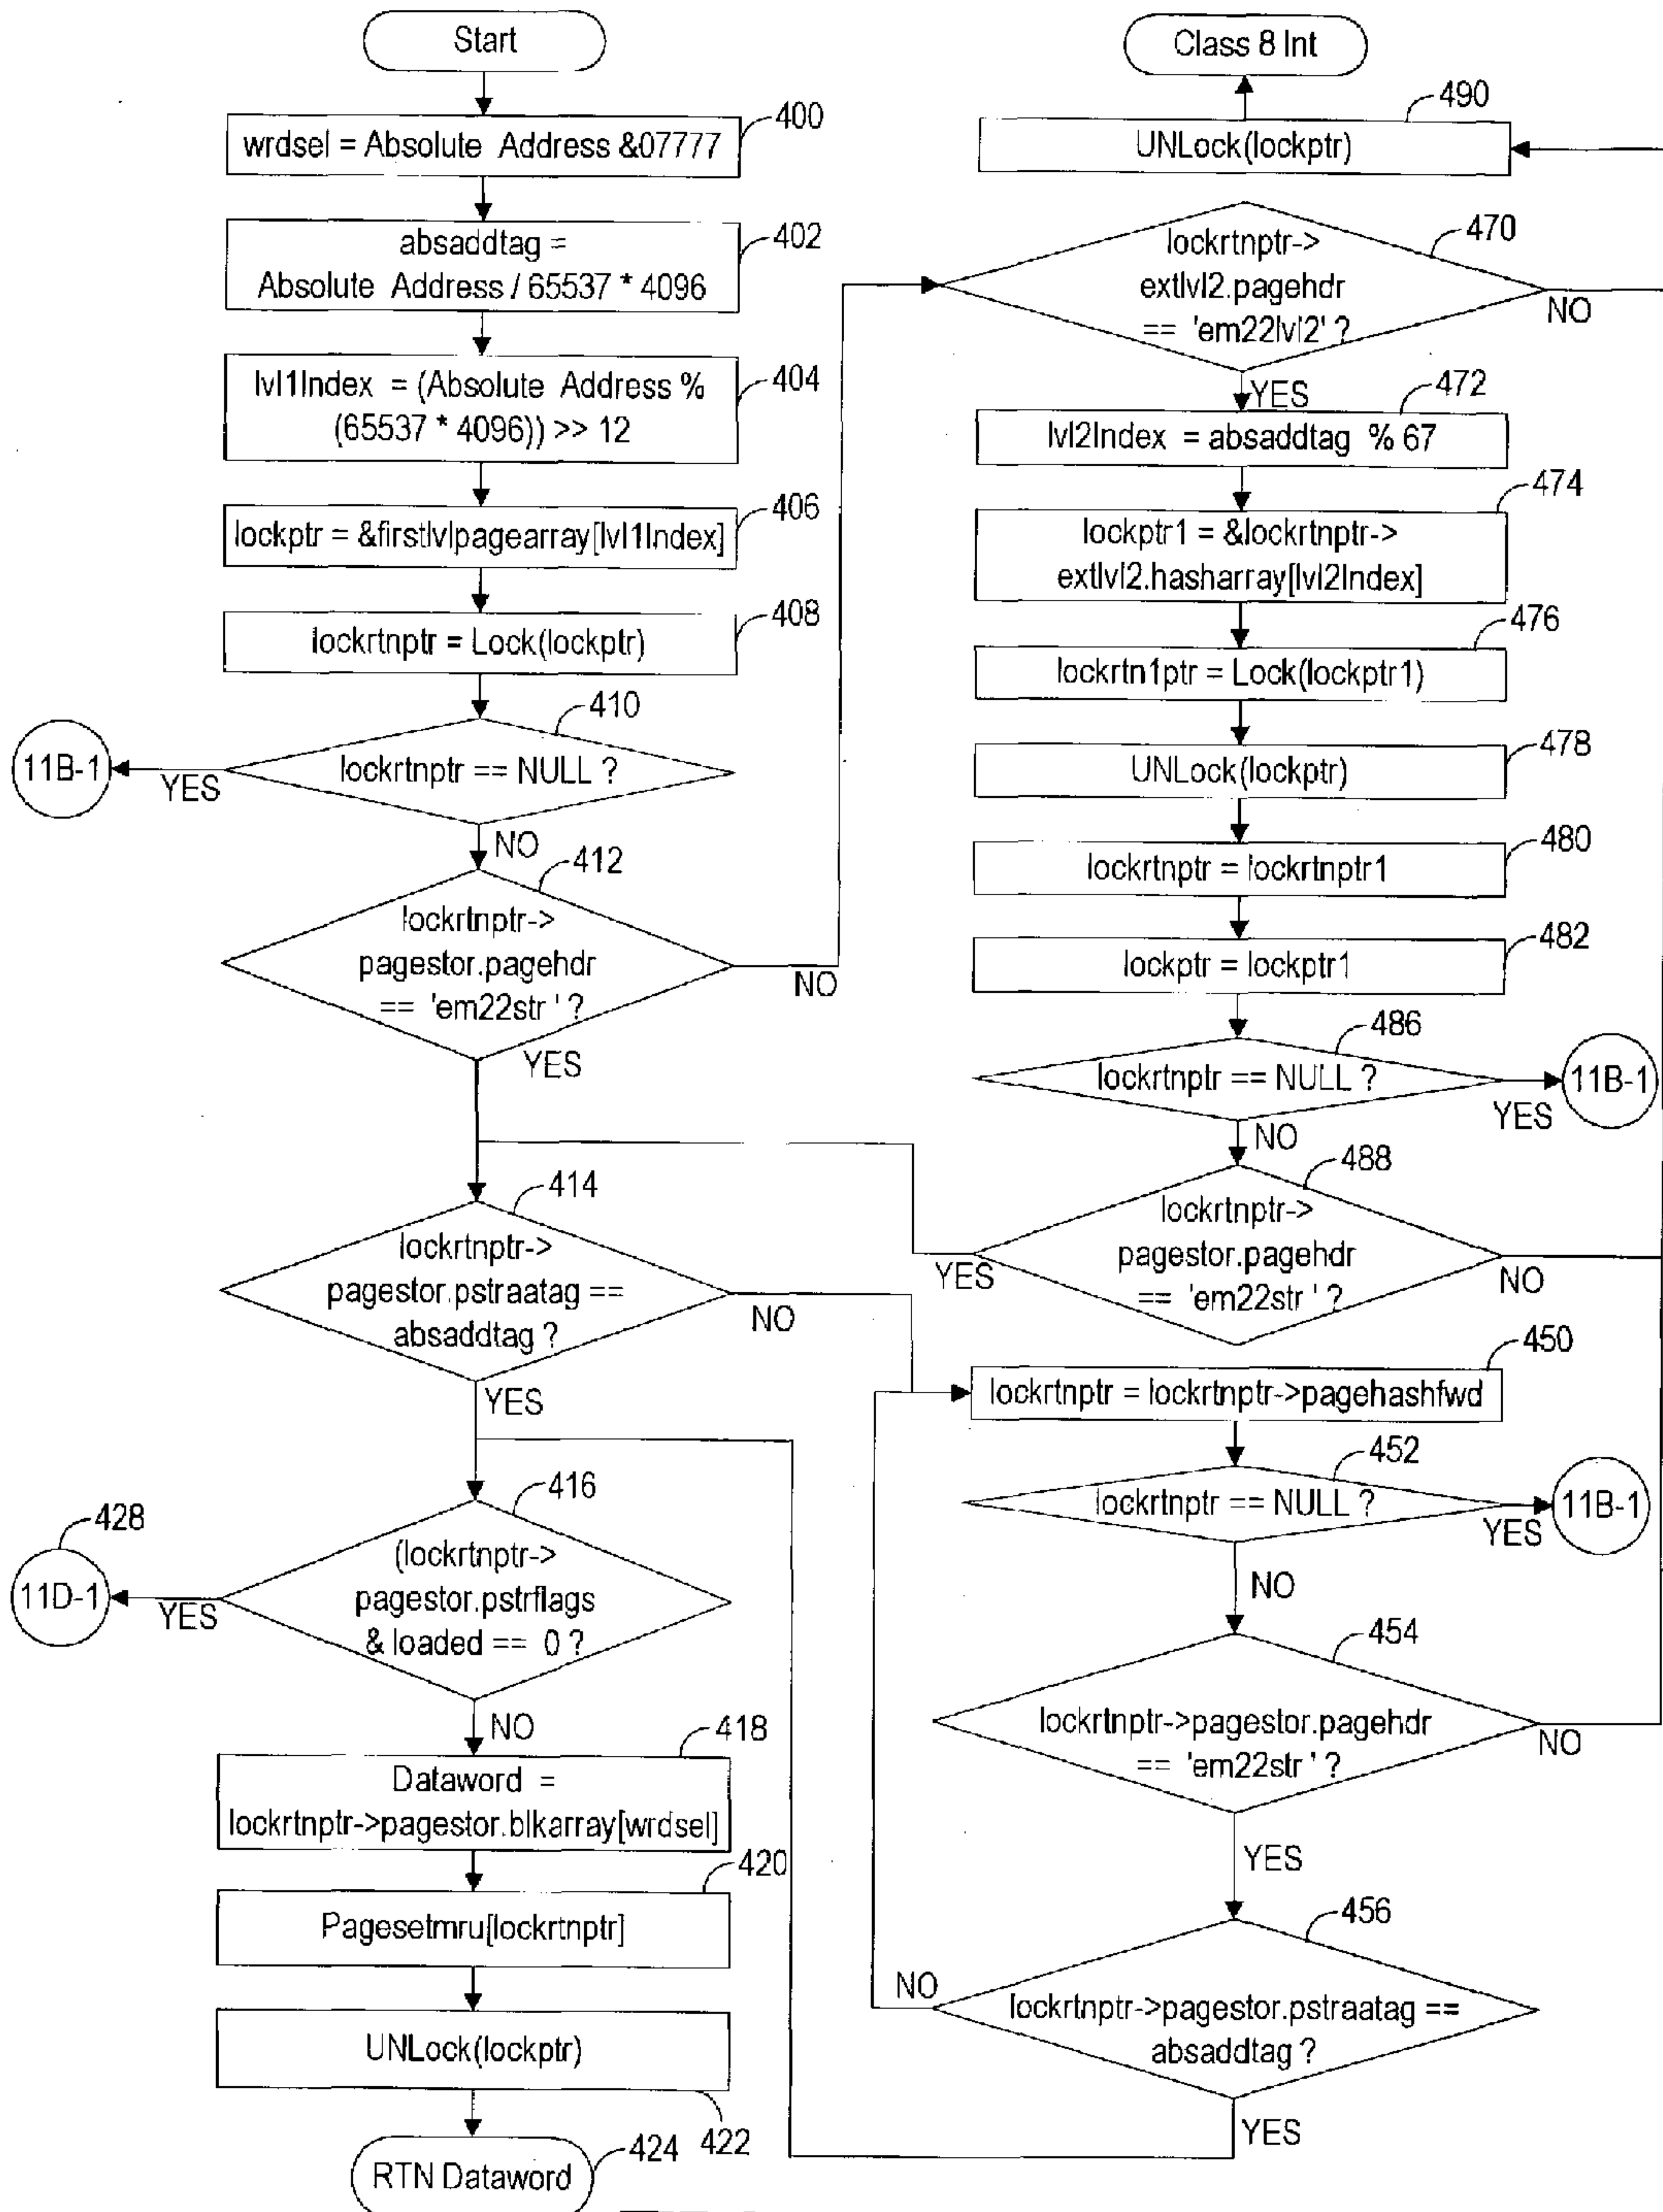 Start
400
wrdsel = Absolute Address &07777
402
absaddtag =
Absolute Address / 65537 * 4096
404
lvl1Index = (Absolute Address %
(65537 * 4096)) >> 12
406
lockptr = &firstlvlpagearray[lvl1Index]
408
lockrtnptr = Lock(lockptr)
410
lockrtnptr == NULL ?
YES
11B-1
NO
412
lockrtnptr->
pagestor.pagehdr
== 'em22str ' ?
NO
YES
414
lockrtnptr->
pagestor.pstraatag ==
absaddtag ?
NO
YES
416
(lockrtnptr->
pagestor.pstrflags
& loaded == 0 ?
428
11D-1
YES
NO
418
Dataword =
lockrtnptr->pagestor.blkarray[wrdsel]
420
Pagesetmru[lockrtnptr]
UNLock(lockptr)
422
RTN Dataword
424
Class 8 Int
490
UNLock(lockptr)
470
lockrtnptr->
extlvl2.pagehdr
== 'em22lvl2' ?
NO
YES
472
lvl2Index = absaddtag % 67
474
lockptr1 = &lockrtnptr->
extlvl2.hasharray[lvl2Index]
476
lockrtn1ptr = Lock(lockptr1)
478
UNLock(lockptr)
480
lockrtnptr = lockrtnptr1
482
lockptr = lockptr1
486
lockrtnptr == NULL ?
YES
11B-1
NO
488
lockrtnptr->
pagestor.pagehdr
== 'em22str ' ?
YES
NO
450
lockrtnptr = lockrtnptr->pagehashfwd
452
lockrtnptr == NULL ?
YES
11B-1
NO
454
lockrtnptr->pagestor.pagehdr
== 'em22str ' ?
NO
YES
456
lockrtnptr->pagestor.pstraatag ==
absaddtag ?
NO
YES